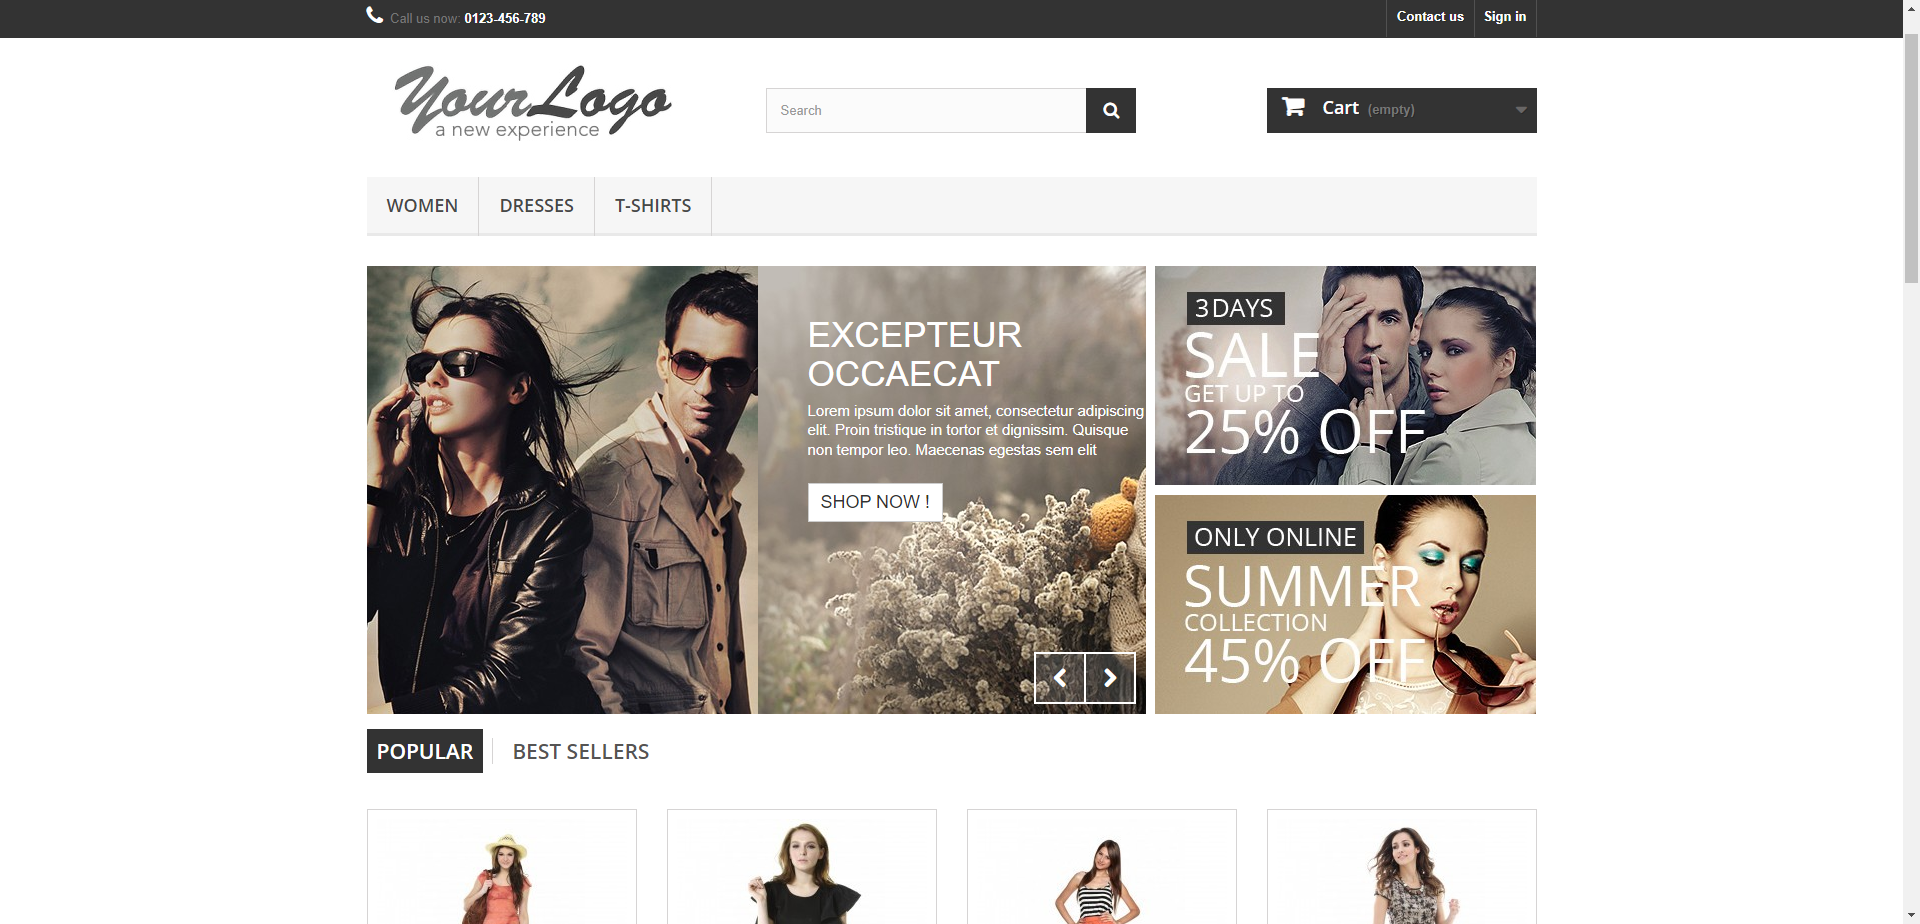 Call us now: 0123-456-789
Contact us
Sign in
YourLogo
a new experience
Search
Cart (empty)
WOMEN
DRESSES
T-SHIRTS
EXCEPTEUR
OCCAECAT
Lorem ipsum dolor sit amet, consectetur adipiscing
elit. Proin tristique in tortor et dignissim. Quisque
non tempor leo. Maecenas egestas sem elit
SHOP NOW !
3 DAYS
SALE
GET UP TO
25% OFF
ONLY ONLINE
SUMMER
COLLECTION
45% OFF
POPULAR
BEST SELLERS